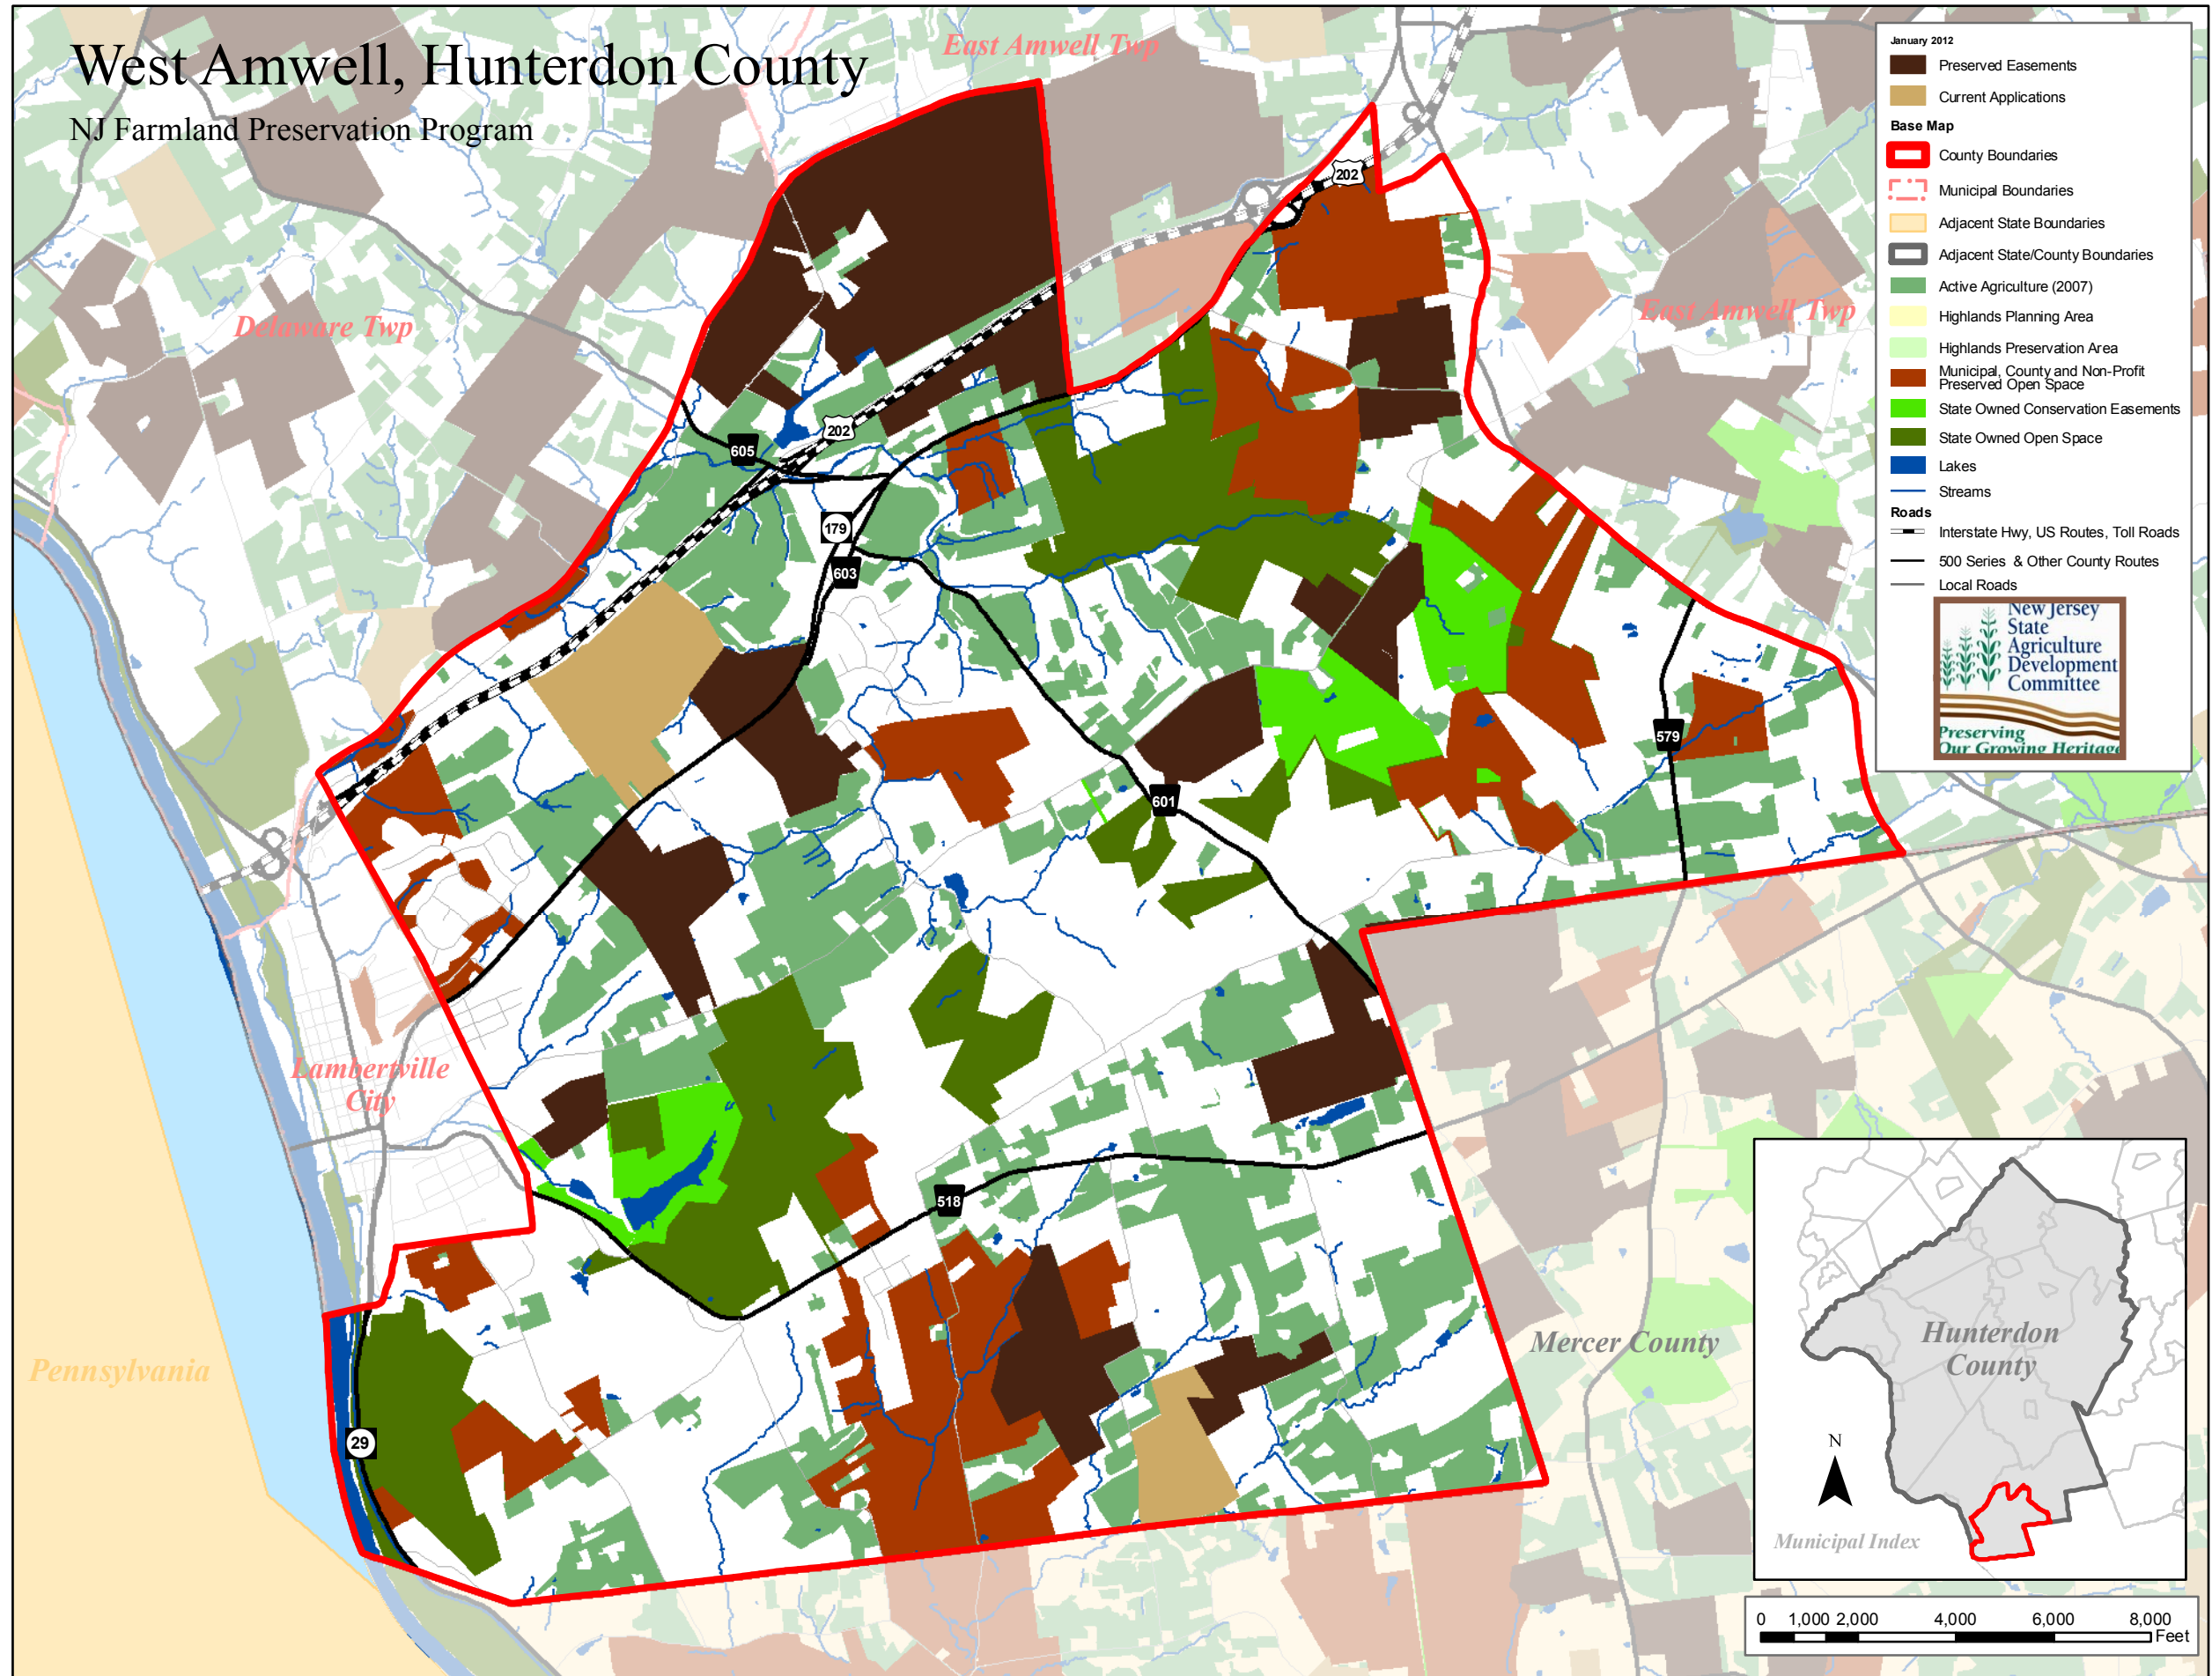 West Amwell, Hunterdon County
NJ Farmland Preservation Program
East Amwell Twp
Delaware Twp
East Amwell Twp
Lambertville
City
Pennsylvania
Mercer County
202
202
605
179
603
601
579
518
29
January 2012
Preserved Easements
Current Applications
Base Map
County Boundaries
Municipal Boundaries
Adjacent State Boundaries
Adjacent State/County Boundaries
Active Agriculture (2007)
Highlands Planning Area
Highlands Preservation Area
Municipal, County and Non-Profit
Preserved Open Space
State Owned Conservation Easements
State Owned Open Space
Lakes
Streams
Roads
Interstate Hwy, US Routes, Toll Roads
500 Series & Other County Routes
Local Roads
New Jersey
State
Agriculture
Development
Committee
Preserving
Our Growing Heritage
Hunterdon
County
N
Municipal Index
0 1,000 2,000 4,000 6,000 8,000
Feet